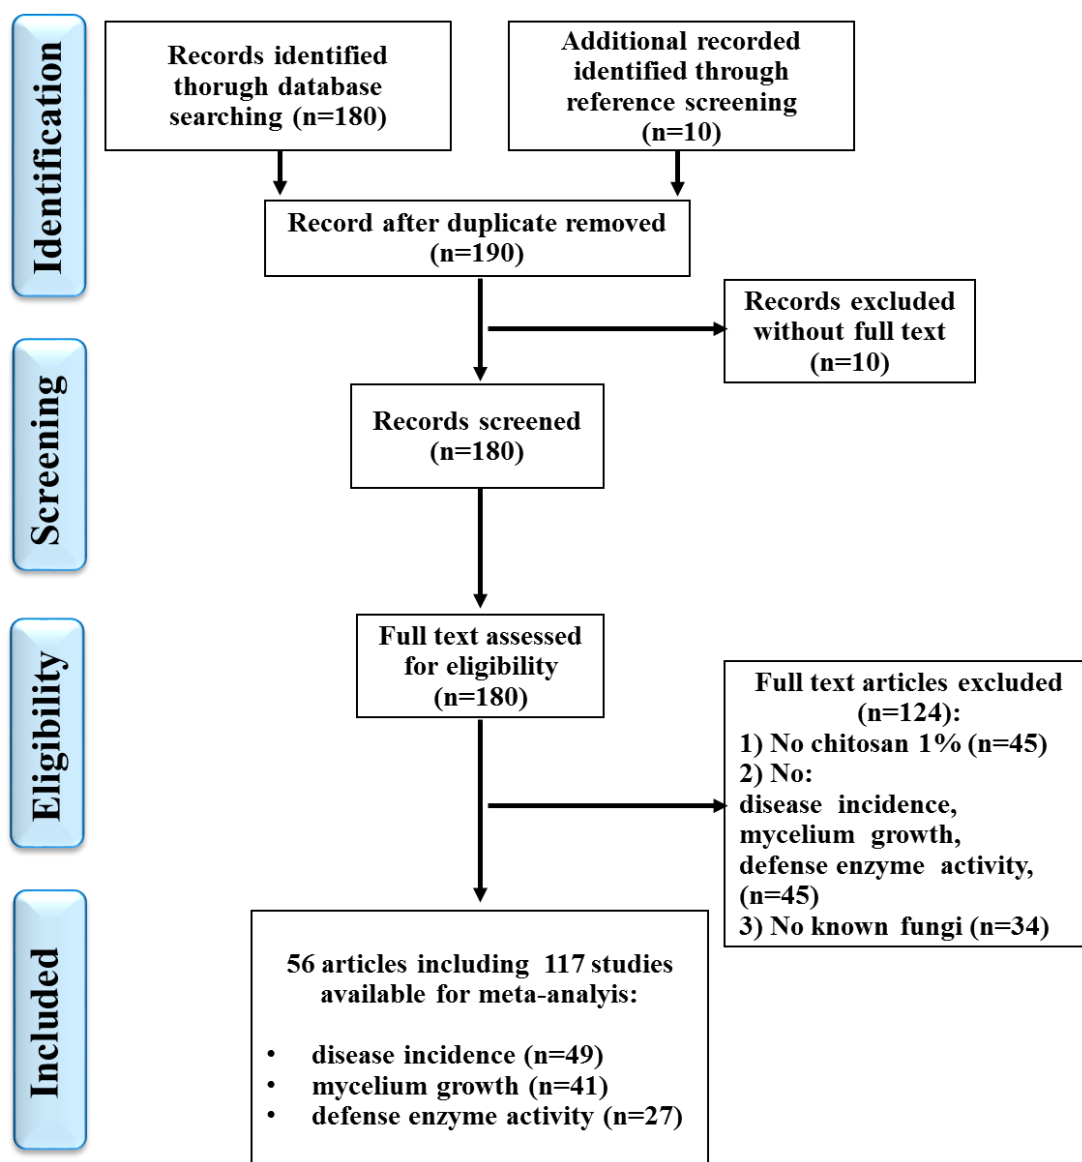 Identification
Records identified
thorugh database
searching (n=180)
Additional recorded
identified through
reference screening
(n=10)
Record after duplicate removed
(n=190)
Records excluded
without full text
(n=10)
Screening
Records screened
(n=180)
Eligibility
Full text assessed
for eligibility
(n=180)
Full text articles excluded
(n=124):
1) No chitosan 1% (n=45)
2) No:
disease incidence,
mycelium growth,
defense enzyme activity,
(n=45)
3) No known fungi (n=34)
Included
56 articles including 117 studies
available for meta-analyis:
• disease incidence (n=49)
• mycelium growth (n=41)
• defense enzyme activity (n=27)